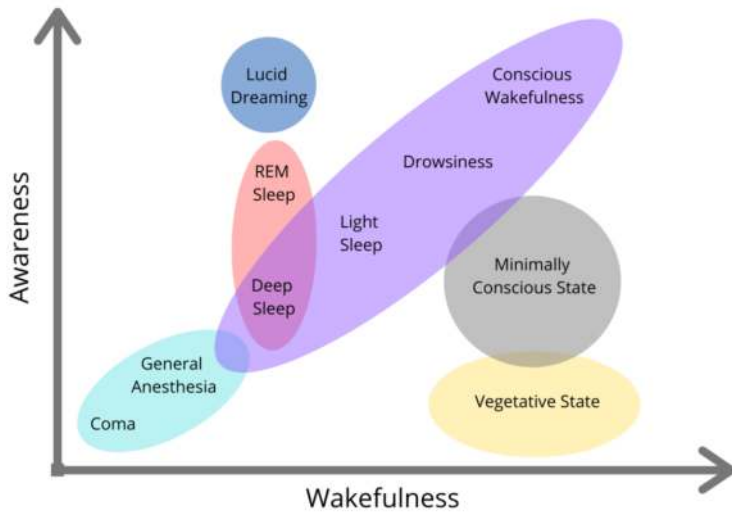 Awareness
Lucid
Dreaming
Conscious
Wakefulness
REM
Sleep
Drowsiness
Light
Sleep
Deep
Sleep
Minimally
Conscious State
General
Anesthesia
Coma
Vegetative State
Wakefulness